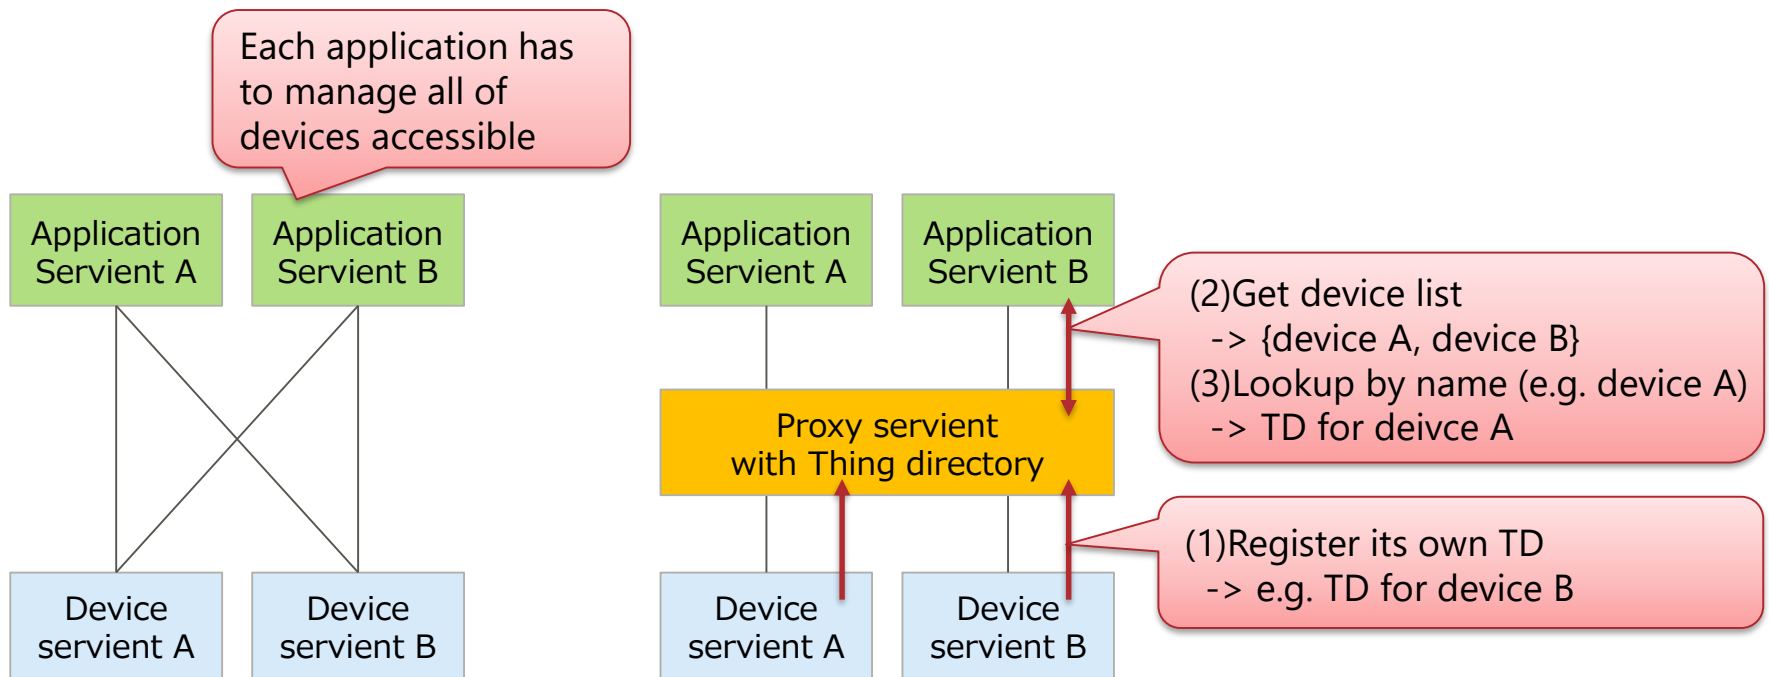 Each application has
to manage all of
devices accessible
Application
Servient A
Application
Servient B
Application
Servient A
Application
Servient B
(2)Get device list
-> {device A, device B}
(3)Lookup by name (e.g. device A)
-> TD for deivce A
Proxy servient
with Thing directory
(1)Register its own TD
-> e.g. TD for device B
Device
servient A
Device
servient B
Device
servient A
Device
servient B